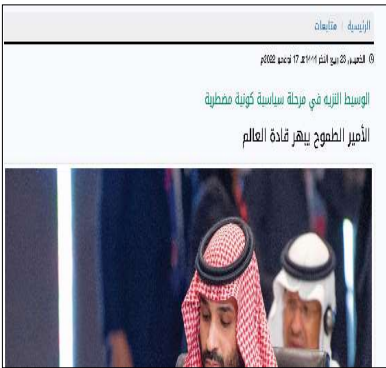 الرئيسية / متابعات
الخميس 23 ربيع الآخر 1444هـ 17 نوفمبر 2022م
الوسيط النزيه في مرحلة سياسية كونية مضطربة
الأمير الطموح يبهر قادة العالم